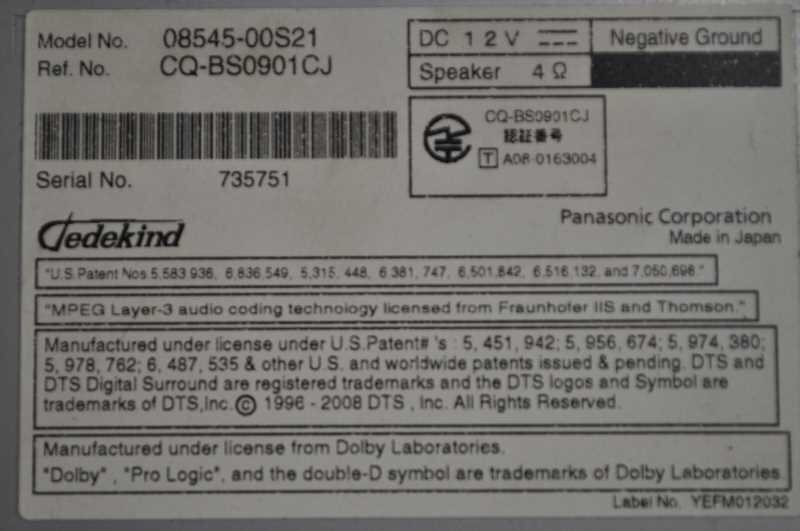 Model No. 08545-00S21
Ref. No. CQ-BS0901CJ
DC 12V
Negative Ground
Speaker 4Ω
CQ-BS0901CJ
認証番号
T A08-0163004
Serial No. 735751
Gedekind
Panasonic Corporation
Made in Japan
"U.S.Patent Nos.5,583,936, 6,836,549, 5,315,448, 6,381,747, 6,501,842, 6,516,132, and 7,050,698."
"MPEG Layer-3 audio coding technology licensed from Fraunhofer IIS and Thomson."
Manufactured under license under U.S.Patent# 's : 5, 451, 942; 5, 956, 674; 5, 974, 380;
5, 978, 762; 6, 487, 535 & other U.S. and worldwide patents issued & pending. DTS and
DTS Digital Surround are registered trademarks and the DTS logos and Symbol are
trademarks of DTS,Inc.© 1996 - 2008 DTS , Inc. All Rights Reserved.
Manufactured under license from Dolby Laboratories.
"Dolby" , "Pro Logic", and the double-D symbol are trademarks of Dolby Laboratories
Label No. YEFM012032